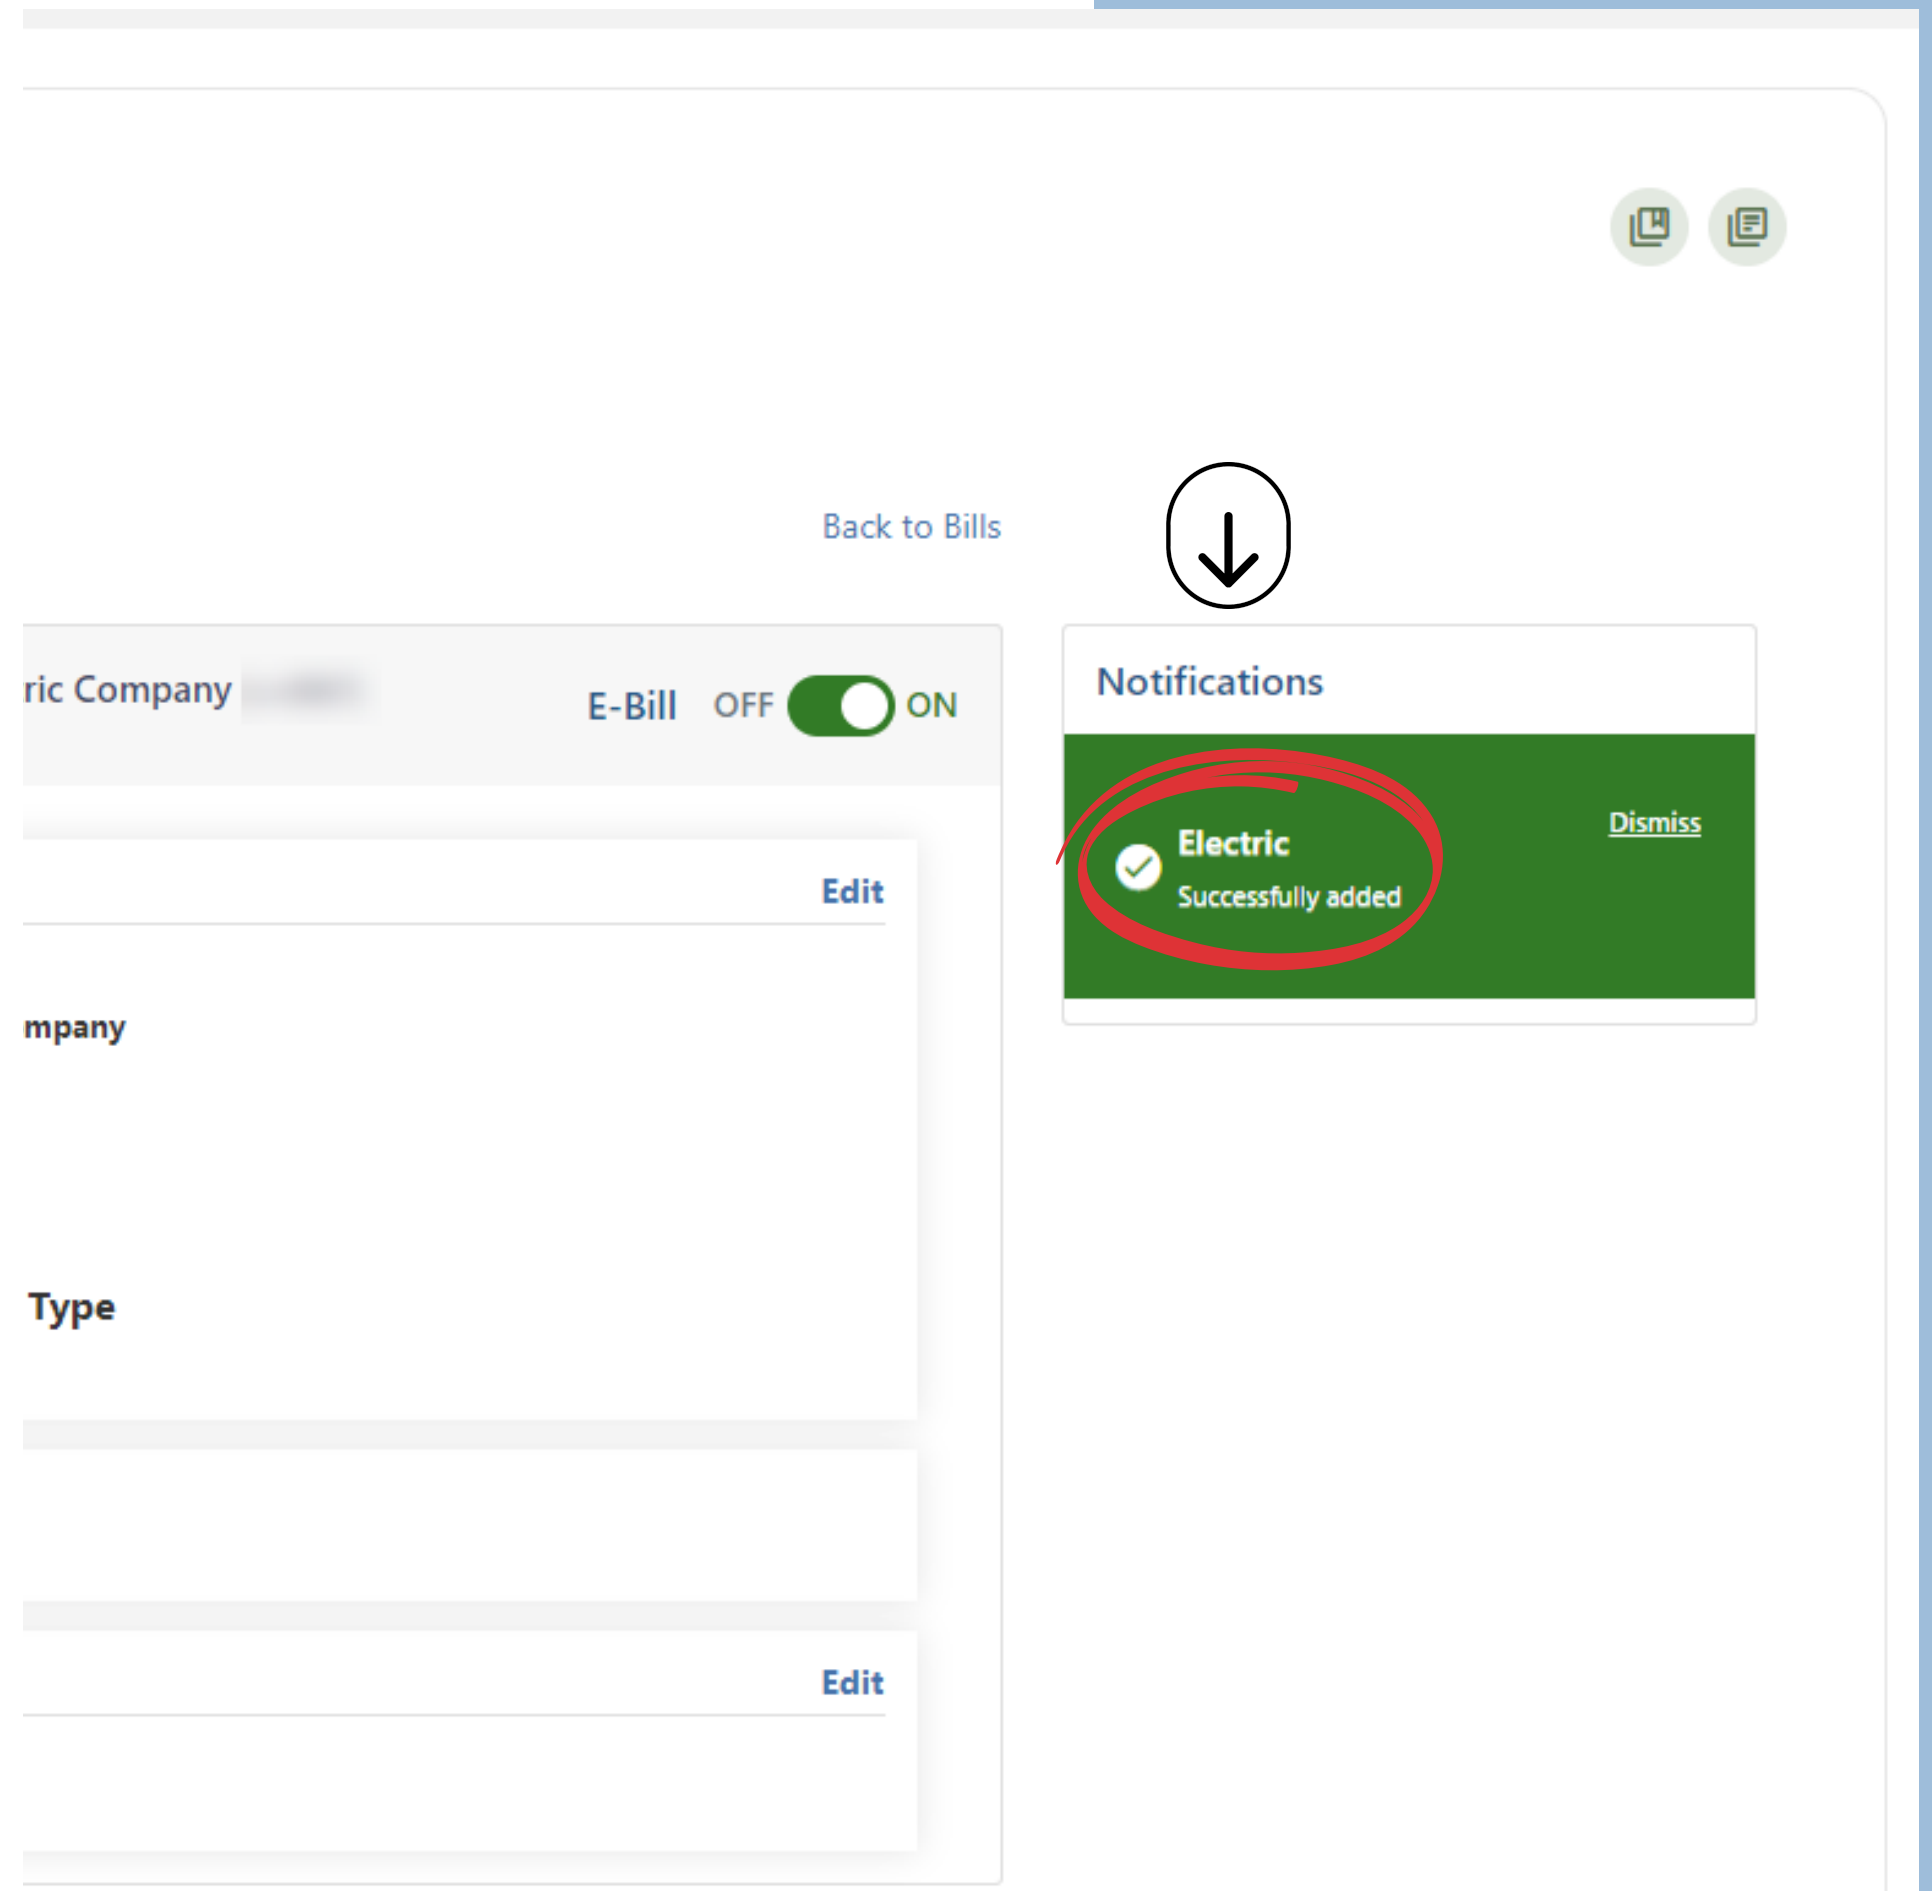 Back to Bills
ric Company
E-Bill OFF ON
Edit
mpany
Type
Edit
Notifications
Electric
Successfully added
Dismiss